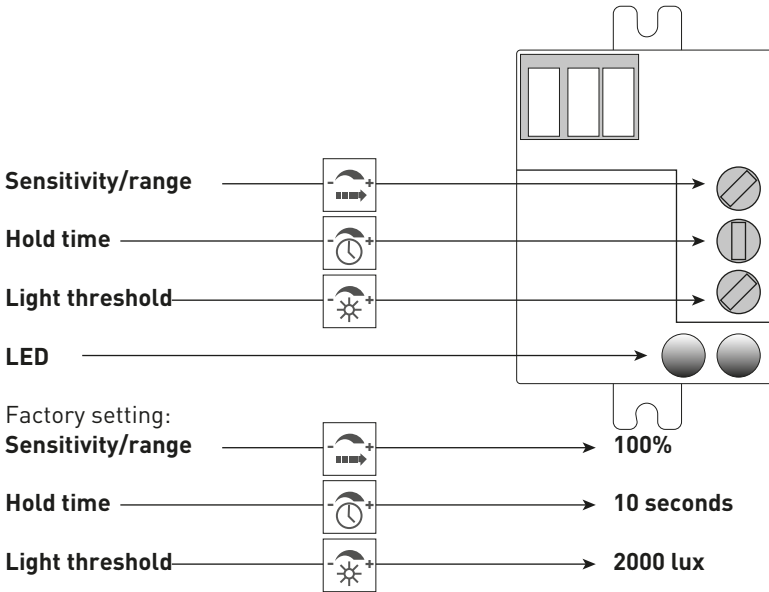 Sensitivity/range
Hold time
Light threshold
LED
Factory setting:
Sensitivity/range 100%
Hold time 10 seconds
Light threshold 2000 lux